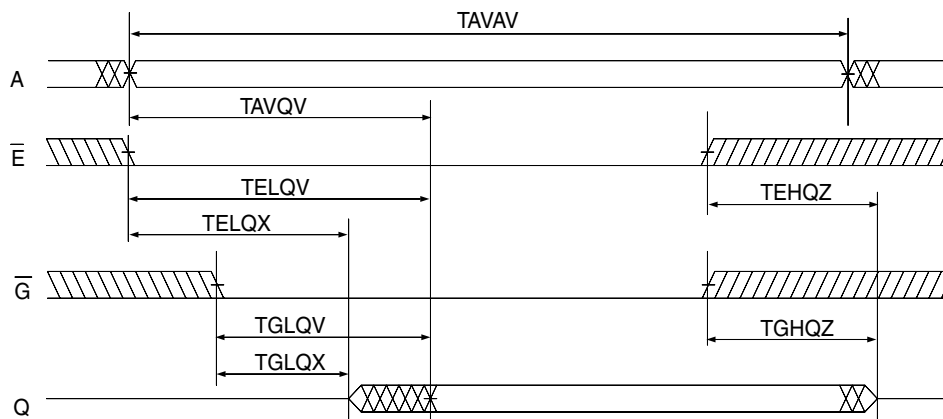 TAVAV
A
TAVQV
E̅
TELQV
TEHQZ
TELQX
G̅
TGLQV
TGHQZ
TGLQX
Q